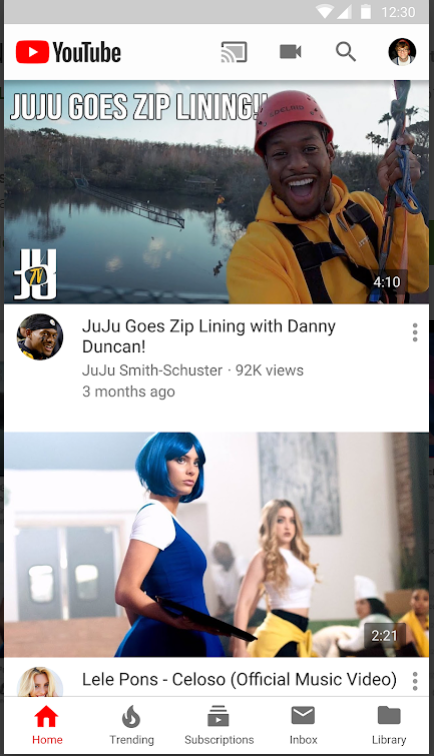 12:30
YouTube
JUJU GOES ZIP LINING!!
JUJU
TV
4:10
JuJu Goes Zip Lining with Danny
Duncan!
JuJu Smith-Schuster · 92K views
3 months ago
2:21
Lele Pons - Celoso (Official Music Video)
Home
Trending
Subscriptions
Inbox
Library